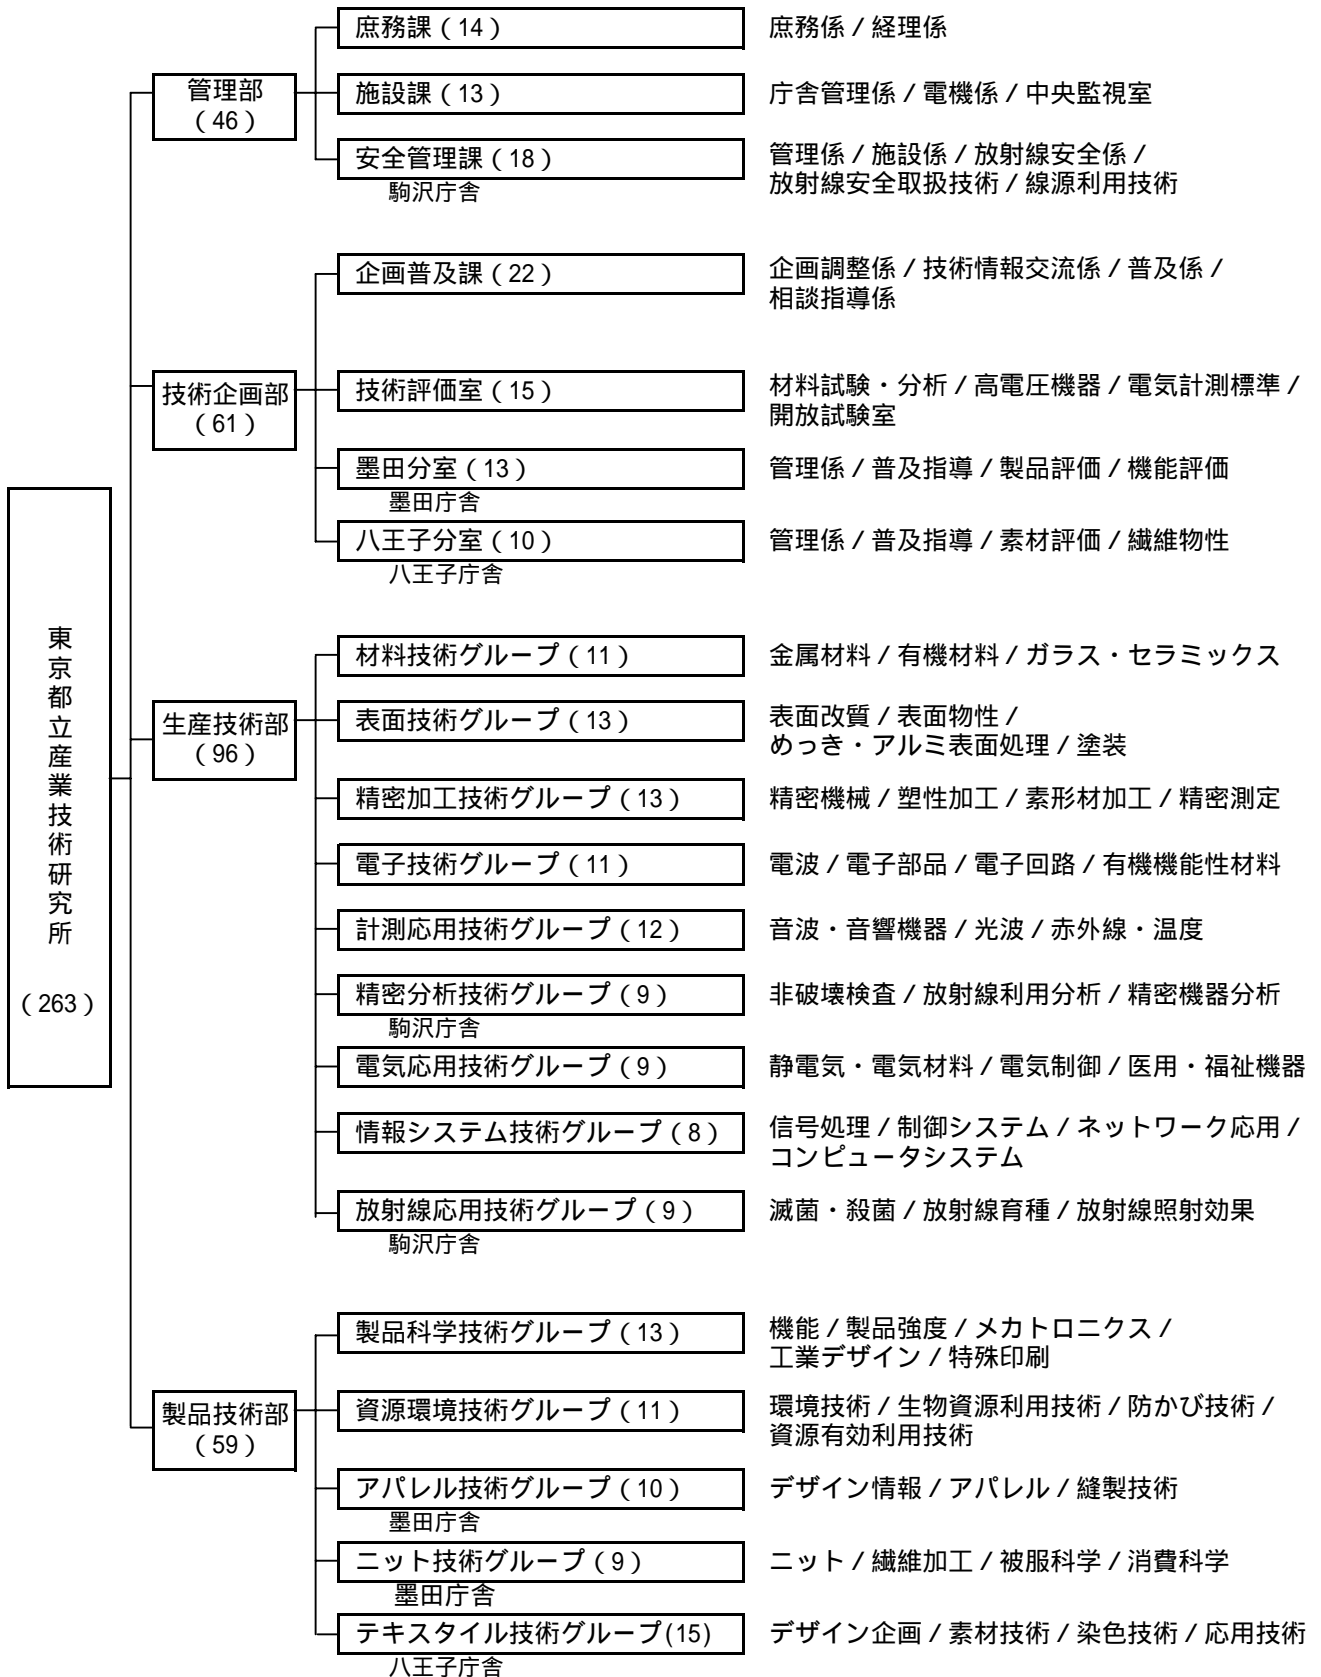 東京都立産業技術研究所
（263）
管理部
（46）
庶務課（14）
庶務係 / 経理係
施設課（13）
庁舎管理係 / 電機係 / 中央監視室
安全管理課（18）
駒沢庁舎
管理係 / 施設係 / 放射線安全係 /
放射線安全取扱技術 / 線源利用技術
技術企画部
（61）
企画普及課（22）
企画調整係 / 技術情報交流係 / 普及係 /
相談指導係
技術評価室（15）
材料試験・分析 / 高電圧機器 / 電気計測標準 /
開放試験室
墨田分室（13）
墨田庁舎
管理係 / 普及指導 / 製品評価 / 機能評価
八王子分室（10）
八王子庁舎
管理係 / 普及指導 / 素材評価 / 繊維物性
生産技術部
（96）
材料技術グループ（11）
金属材料 / 有機材料 / ガラス・セラミックス
表面技術グループ（13）
表面改質 / 表面物性 /
めっき・アルミ表面処理 / 塗装
精密加工技術グループ（13）
精密機械 / 塑性加工 / 素形材加工 / 精密測定
電子技術グループ（11）
電波 / 電子部品 / 電子回路 / 有機機能性材料
計測応用技術グループ（12）
音波・音響機器 / 光波 / 赤外線・温度
精密分析技術グループ（9）
駒沢庁舎
非破壊検査 / 放射線利用分析 / 精密機器分析
電気応用技術グループ（9）
静電気・電気材料 / 電気制御 / 医用・福祉機器
情報システム技術グループ（8）
信号処理 / 制御システム / ネットワーク応用 /
コンピュータシステム
放射線応用技術グループ（9）
駒沢庁舎
滅菌・殺菌 / 放射線育種 / 放射線照射効果
製品技術部
（59）
製品科学技術グループ（13）
機能 / 製品強度 / メカトロニクス /
工業デザイン / 特殊印刷
資源環境技術グループ（11）
環境技術 / 生物資源利用技術 / 防かび技術 /
資源有効利用技術
アパレル技術グループ（10）
墨田庁舎
デザイン情報 / アパレル / 縫製技術
ニット技術グループ（9）
墨田庁舎
ニット / 繊維加工 / 被服科学 / 消費科学
テキスタイル技術グループ(15)
八王子庁舎
デザイン企画 / 素材技術 / 染色技術 / 応用技術